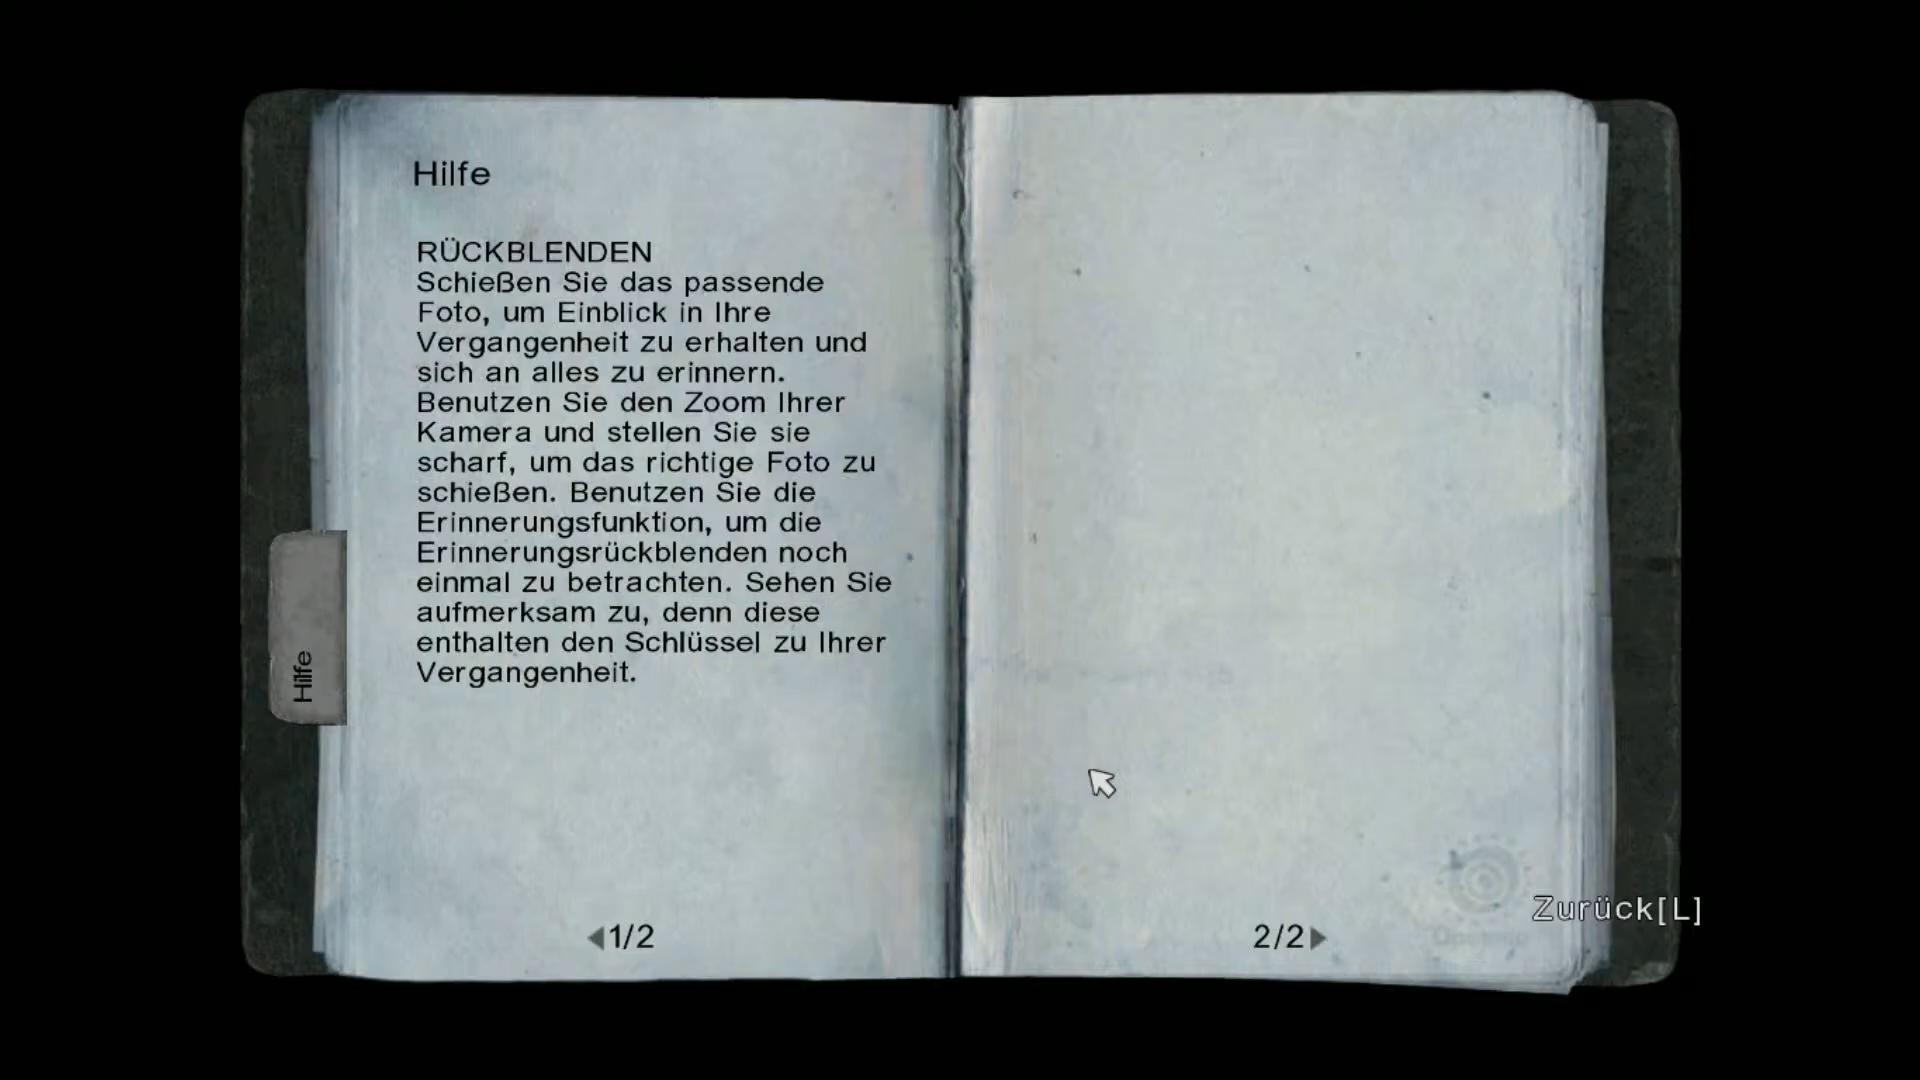 Hilfe
RÜCKBLENDEN
Schießen Sie das passende
Foto, um Einblick in Ihre
Vergangenheit zu erhalten und
sich an alles zu erinnern.
Benutzen Sie den Zoom Ihrer
Kamera und stellen Sie sie
scharf, um das richtige Foto zu
schießen. Benutzen Sie die
Erinnerungsfunktion, um die
Erinnerungsrückblenden noch
einmal zu betrachten. Sehen Sie
aufmerksam zu, denn diese
enthalten den Schlüssel zu Ihrer
Vergangenheit.
Hilfe
1/2
2/2
Zurück[L]